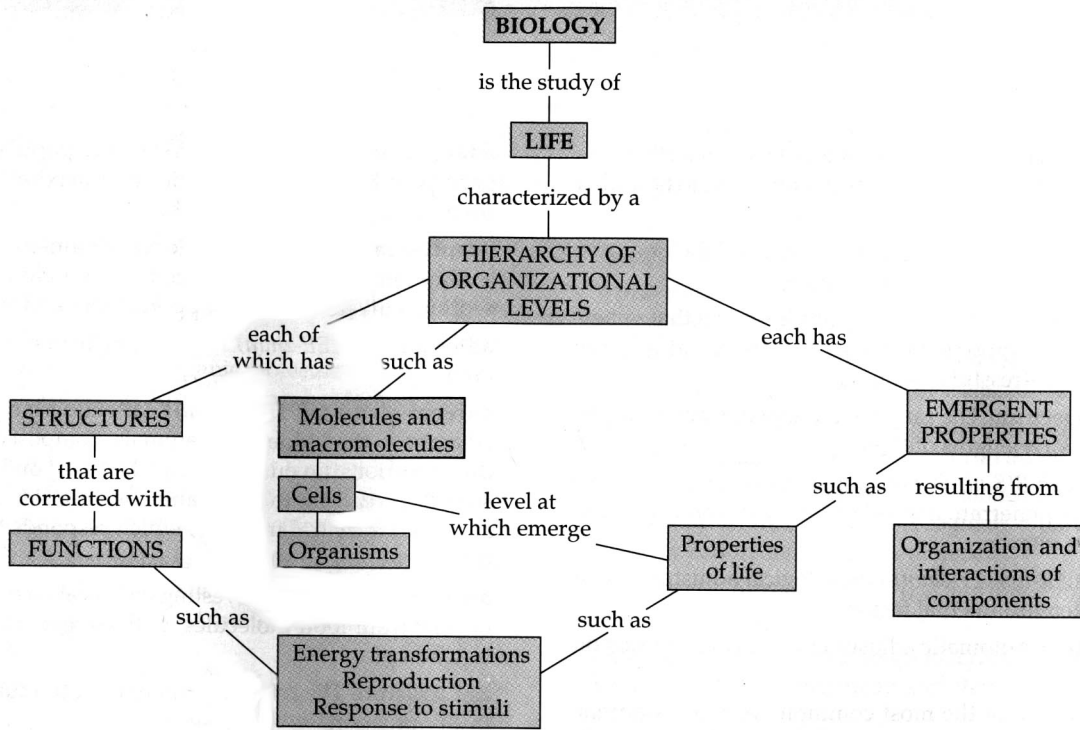 BIOLOGY
is the study of
LIFE
characterized by a
HIERARCHY OF
ORGANIZATIONAL
LEVELS
each of
which has
such as
each has
STRUCTURES
Molecules and
macromolecules
EMERGENT
PROPERTIES
that are
correlated with
Cells
level at
which emerge
such as
resulting from
FUNCTIONS
Organisms
Properties
of life
Organization and
interactions of
components
such as
such as
Energy transformations
Reproduction
Response to stimuli